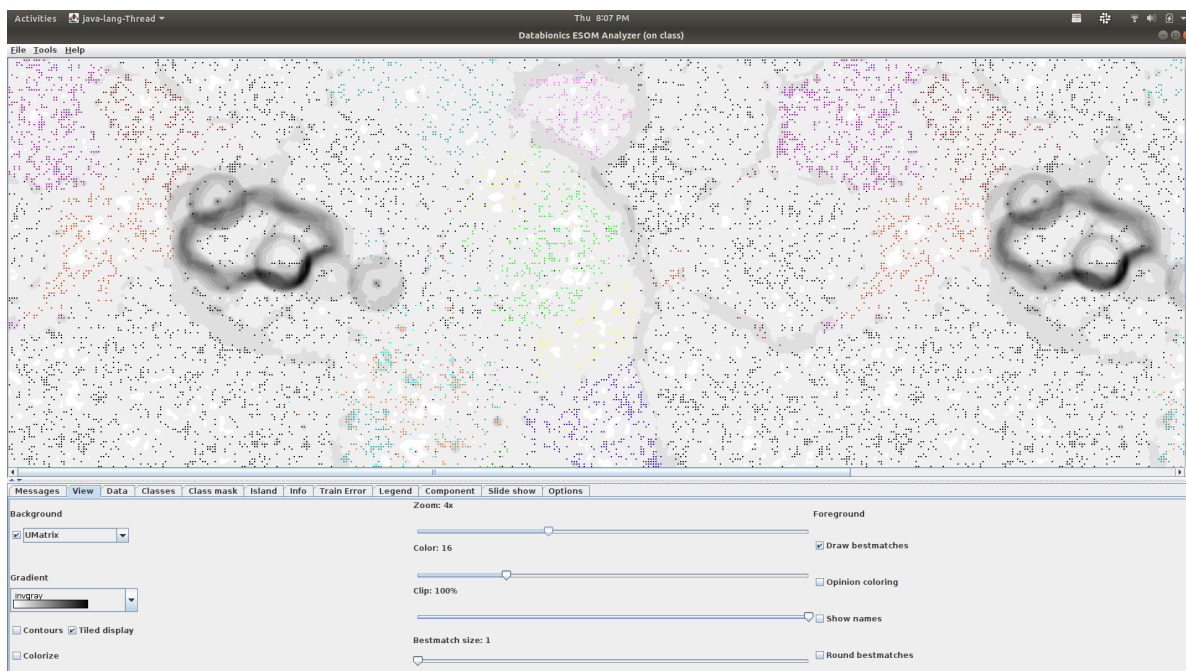 Activities java-lang-Thread Thu 8:07 PM
Databionics ESOM Analyzer (on class)
File Tools Help
Messages View Data Classes Class mask Island Info Train Error Legend Component Slide show Options
Background Zoom: 4x Foreground
UMatrix
Draw bestmatches
Color: 16
Gradient
Opinion coloring
Clip: 100%
invgray
Show names
Contours Tiled display
Bestmatch size: 1
Colorize Round bestmatches